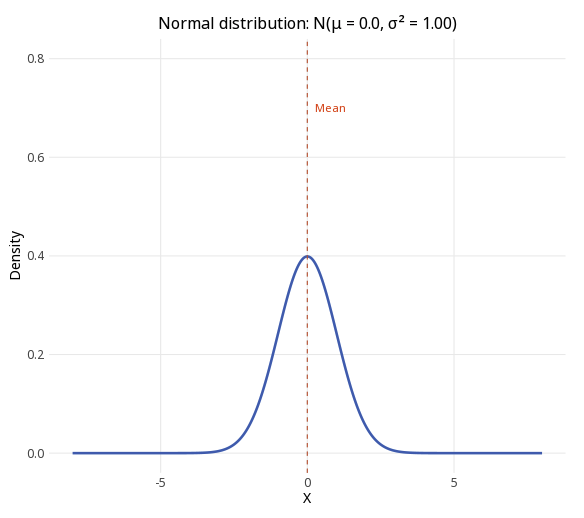 Normal distribution: N(μ = 0.0, σ² = 1.00)
0.8
Mean
0.6
Density
0.4
0.2
0.0
-5
0
5
X